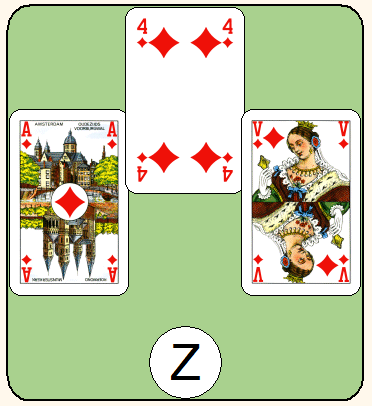 4 4
4 4
A A
AMSTERDAM OUDEZIJDS
VOORBURGWAL
A A
V V
V V
Z